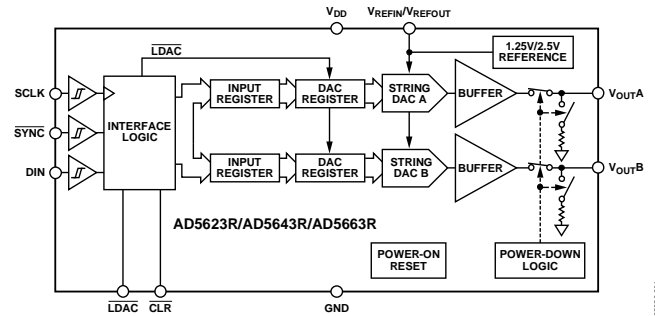 VDD VREFIN/VREFOUT
LDAC
1.25V/2.5V
REFERENCE
SCLK
SYNC
DIN
INTERFACE
LOGIC
INPUT
REGISTER
DAC
REGISTER
STRING
DAC A
BUFFER
VOUTA
INPUT
REGISTER
DAC
REGISTER
STRING
DAC B
BUFFER
VOUTB
AD5623R/AD5643R/AD5663R
POWER-ON
RESET
POWER-DOWN
LOGIC
LDAC CLR GND